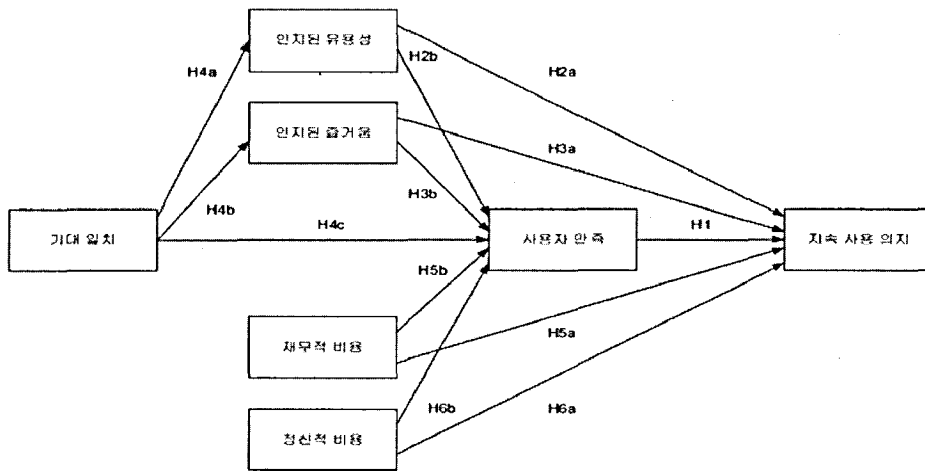 인지된 유용성
H2b
H2a
H4a
인지된 즐거움
H3a
H3b
H4b
기대 일치
H4c
사용자 만족
H1
지속 사용 의지
H5b
재무적 비용
H5a
H6b
H6a
정신적 비용